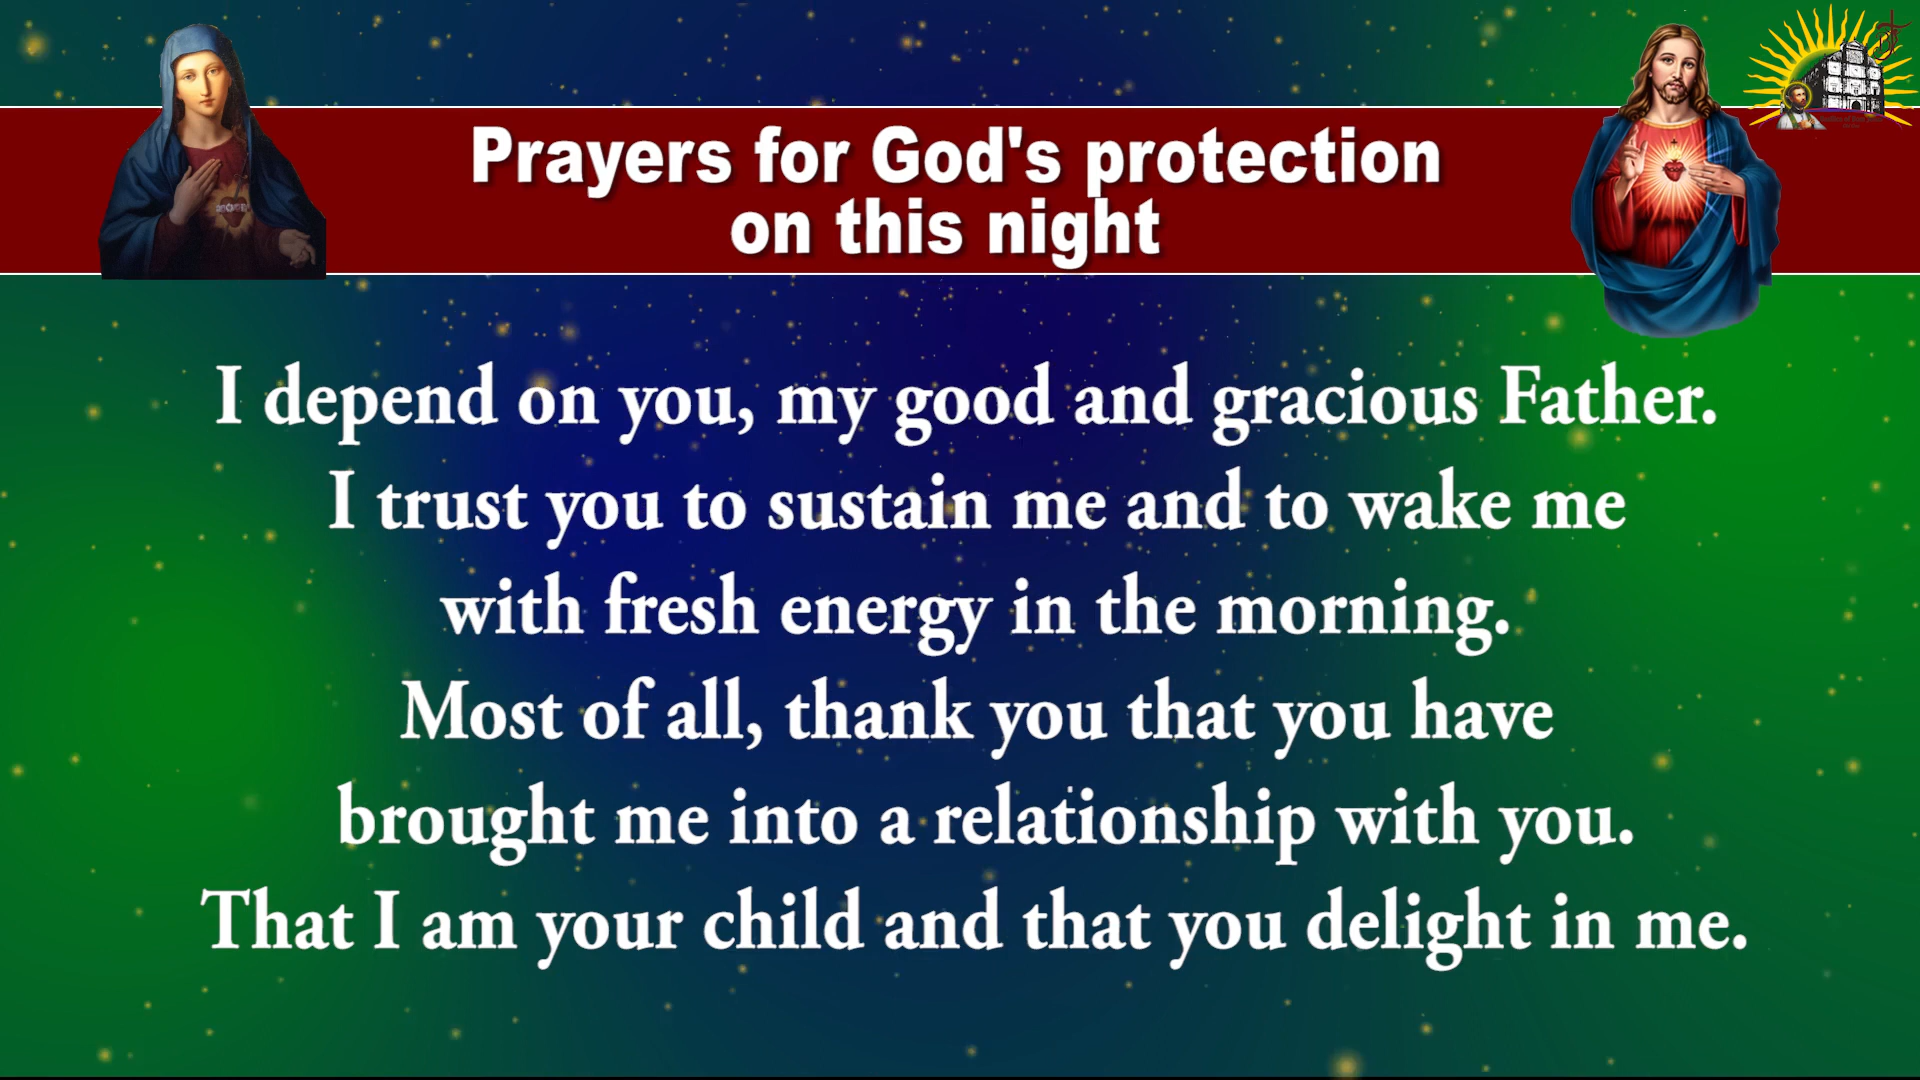 Prayers for God's protection
on this night
I depend on you, my good and gracious Father.
I trust you to sustain me and to wake me
with fresh energy in the morning.
Most of all, thank you that you have
brought me into a relationship with you.
That I am your child and that you delight in me.